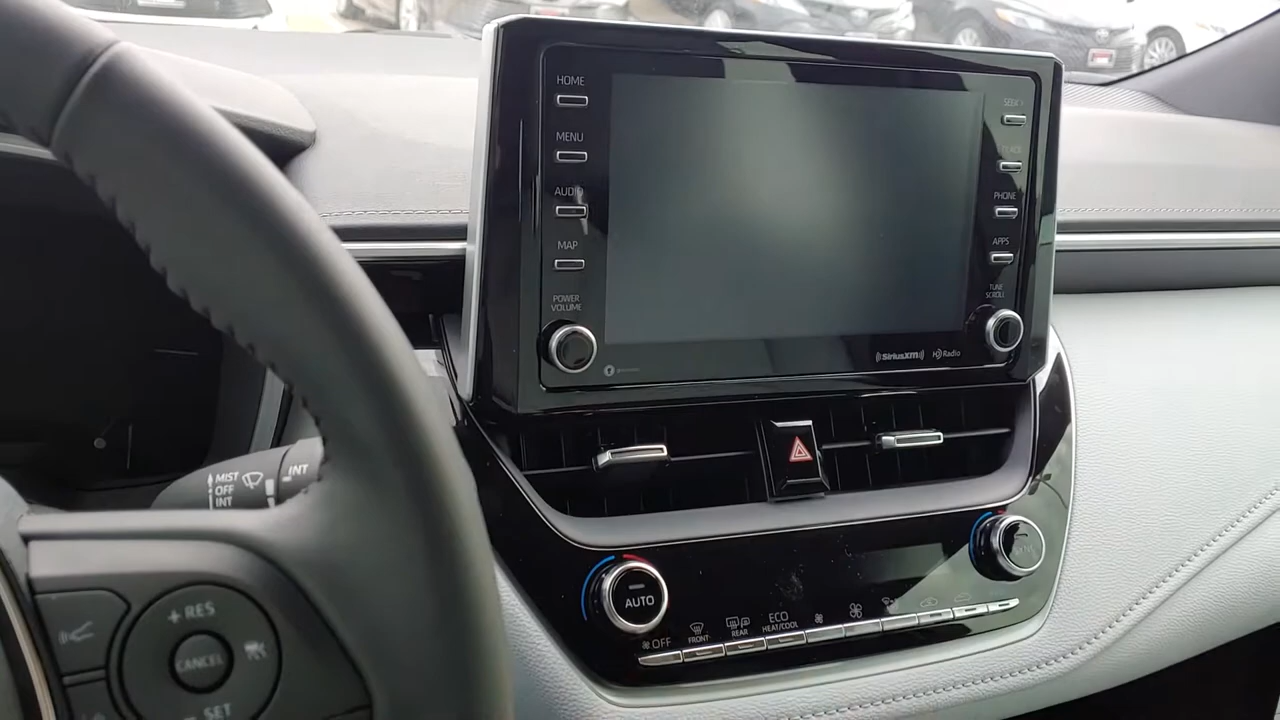 HOME
MENU
AUDIO
MAP
POWER
VOLUME
SEEK >
PHONE
APPS
TUNE
SCROLL
SiriusXM
HD Radio
MIST
OFF
INT
INT
+ RES
CANCEL
- SET
AUTO
OFF
FRONT
REAR
ECO
HEAT/COOL